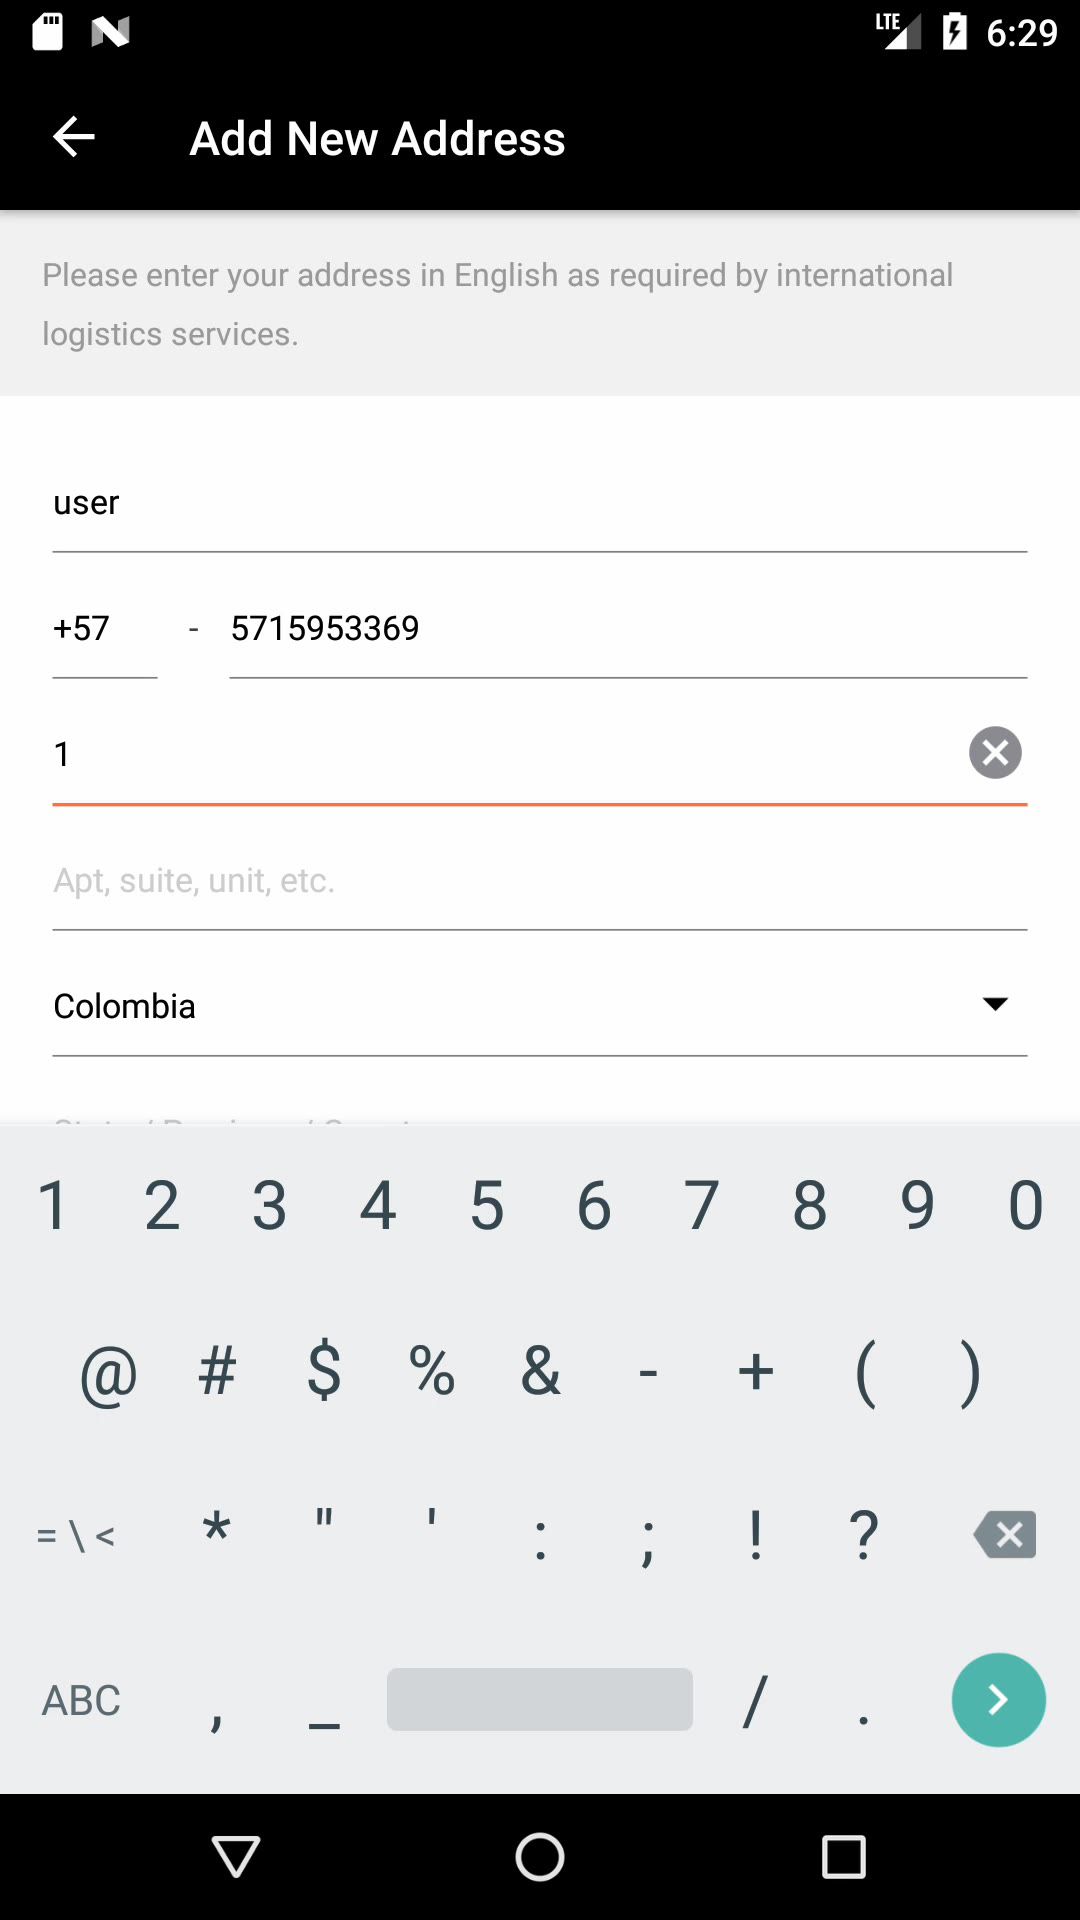 LTE 6:29
Add New Address
Please enter your address in English as required by international
logistics services.
user
+57 - 5715953369
1
Apt, suite, unit, etc.
Colombia
1 2 3 4 5 6 7 8 9 0
@ # $ % & - + ( )
= \ < * " ' : ; ! ?
ABC , _ / .